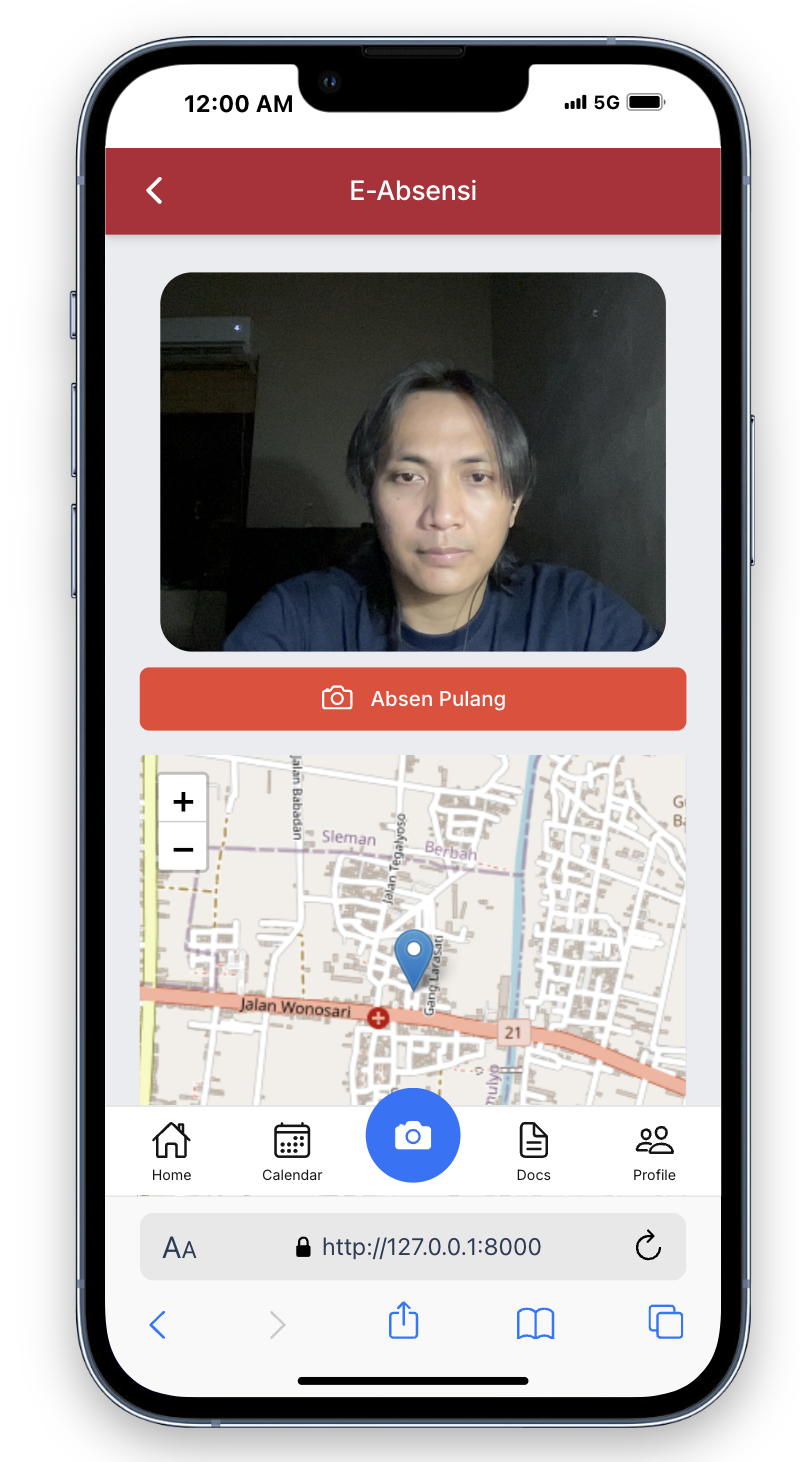 12:00 AM 5G
E-Absensi
Absen Pulang
+
−
Jalan Babadan
Sleman
Berbah
Jalan Tegalyoso
Gang Larasati
Jalan Wonosari
21
Home
Calendar
Docs
Profile
AA http://127.0.0.1:8000